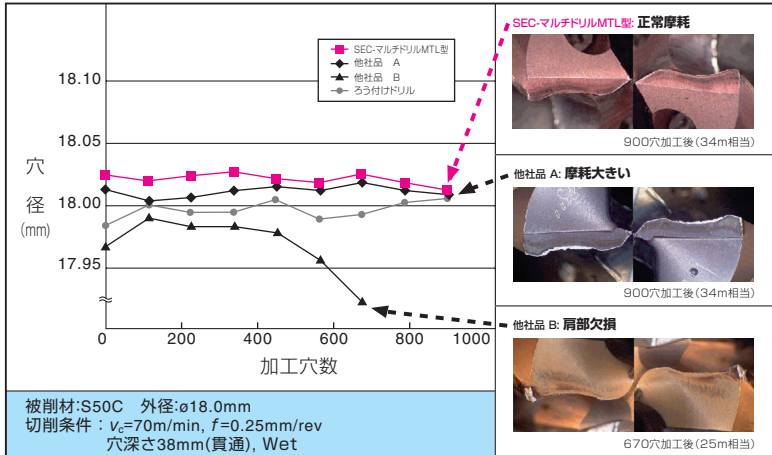 SEC-マルチドリルMTL型
他社品 A
他社品 B
ろう付けドリル
18.10
18.05
18.00
17.95
穴
径
(mm)
0
200
400
600
800
1000
加工穴数
被削材:S50C 外径:ø18.0mm
切削条件: vc=70m/min, f=0.25mm/rev
穴深さ38mm(貫通), Wet
SEC-マルチドリルMTL型: 正常摩耗
900穴加工後(34m相当)
他社品 A: 摩耗大きい
900穴加工後(34m相当)
他社品 B: 肩部欠損
670穴加工後(25m相当)